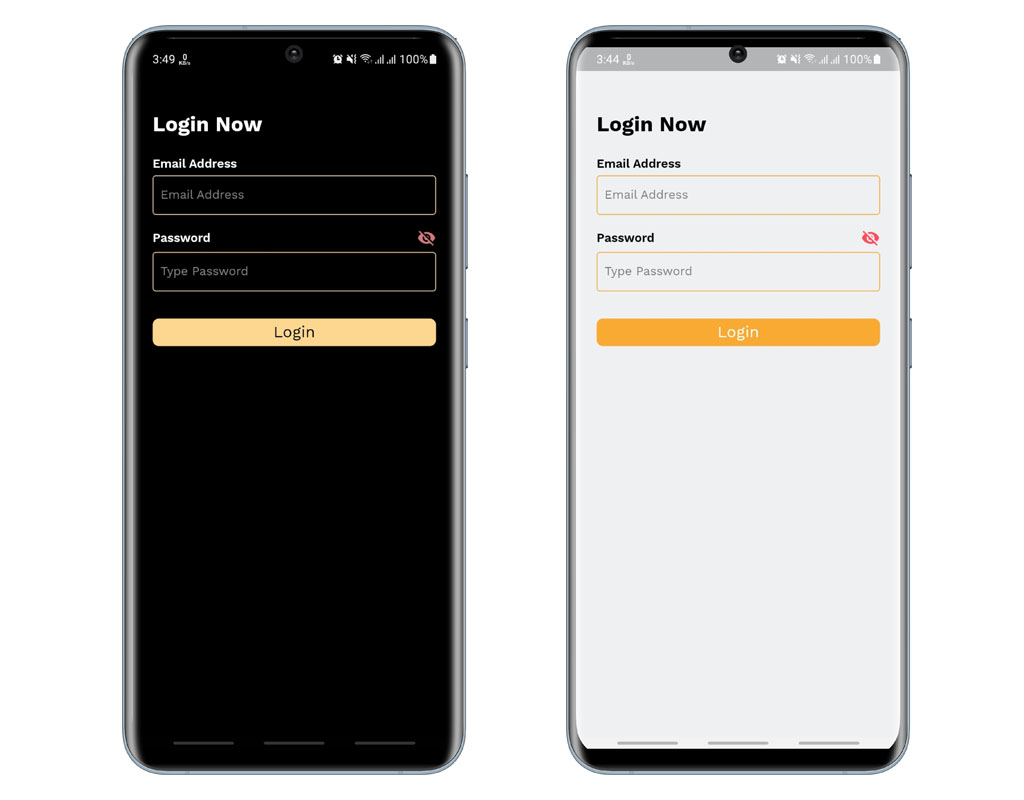 3:49 0 KB/s 100%
Login Now
Email Address
Email Address
Password
Type Password
Login
3:44 0 KB/s 100%
Login Now
Email Address
Email Address
Password
Type Password
Login